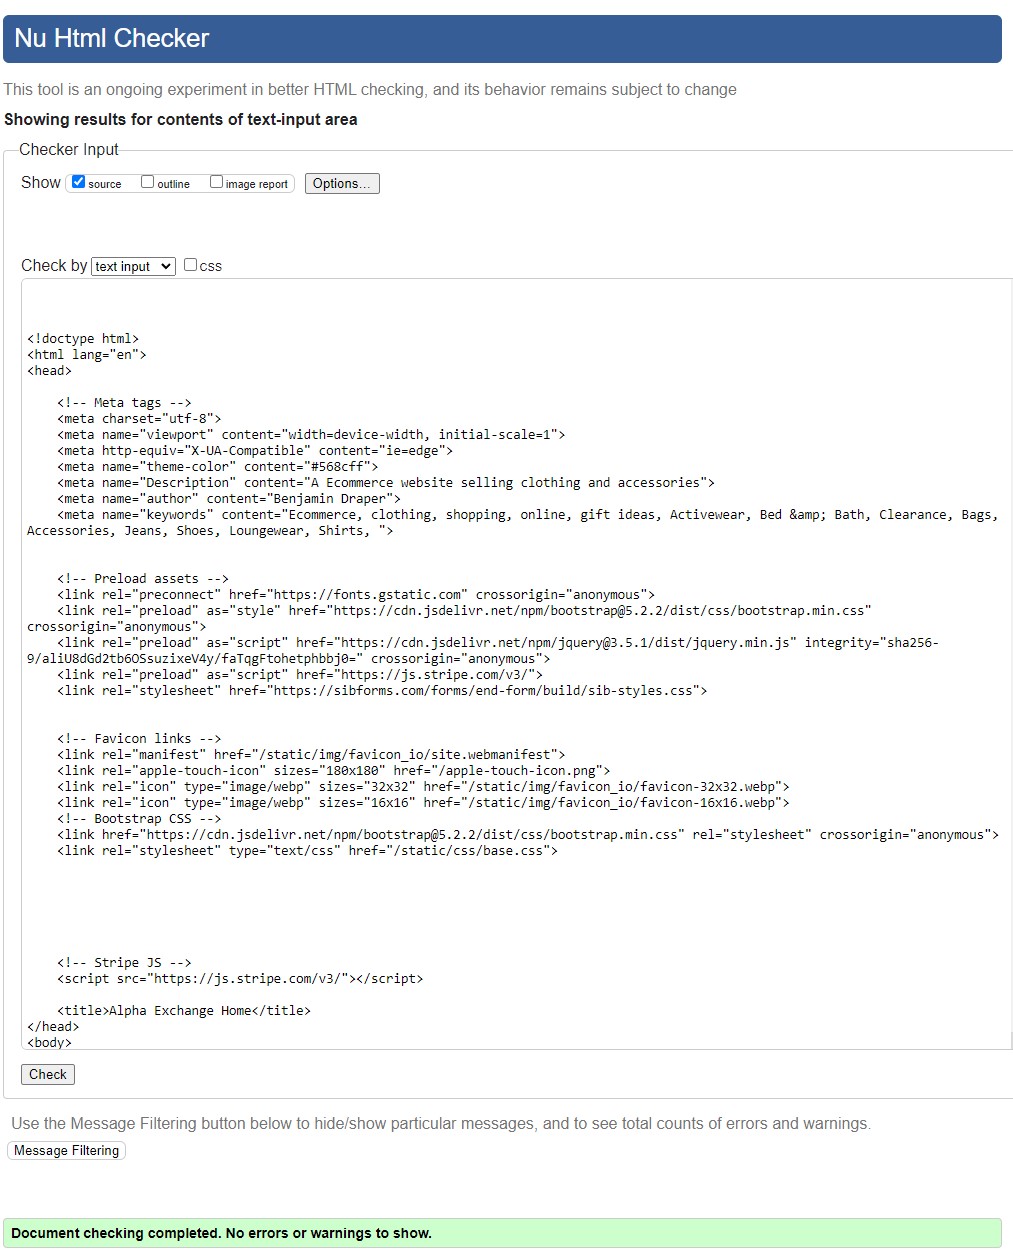 Nu Html Checker
This tool is an ongoing experiment in better HTML checking, and its behavior remains subject to change
Showing results for contents of text-input area
Checker Input
Show source outline image report Options...
Check by text input css
<!doctype html>
<html lang="en">
<head>
<!-- Meta tags -->
<meta charset="utf-8">
<meta name="viewport" content="width=device-width, initial-scale=1">
<meta http-equiv="X-UA-Compatible" content="ie=edge">
<meta name="theme-color" content="#568cff">
<meta name="Description" content="A Ecommerce website selling clothing and accessories">
<meta name="author" content="Benjamin Draper">
<meta name="keywords" content="Ecommerce, clothing, shopping, online, gift ideas, Activewear, Bed &amp; Bath, Clearance, Bags,
Accessories, Jeans, Shoes, Loungewear, Shirts, ">
<!-- Preload assets -->
<link rel="preconnect" href="https://fonts.gstatic.com" crossorigin="anonymous">
<link rel="preload" as="style" href="https://cdn.jsdelivr.net/npm/bootstrap@5.2.2/dist/css/bootstrap.min.css"
crossorigin="anonymous">
<link rel="preload" as="script" href="https://cdn.jsdelivr.net/npm/jquery@3.5.1/dist/jquery.min.js" integrity="sha256-
9/aliU8dGd2tb6OSsuzixeV4y/faTqgFtohetphbbj0=" crossorigin="anonymous">
<link rel="preload" as="script" href="https://js.stripe.com/v3/">
<link rel="stylesheet" href="https://sibforms.com/forms/end-form/build/sib-styles.css">
<!-- Favicon links -->
<link rel="manifest" href="/static/img/favicon_io/site.webmanifest">
<link rel="apple-touch-icon" sizes="180x180" href="/apple-touch-icon.png">
<link rel="icon" type="image/webp" sizes="32x32" href="/static/img/favicon_io/favicon-32x32.webp">
<link rel="icon" type="image/webp" sizes="16x16" href="/static/img/favicon_io/favicon-16x16.webp">
<!-- Bootstrap CSS -->
<link href="https://cdn.jsdelivr.net/npm/bootstrap@5.2.2/dist/css/bootstrap.min.css" rel="stylesheet" crossorigin="anonymous">
<link rel="stylesheet" type="text/css" href="/static/css/base.css">
<!-- Stripe JS -->
<script src="https://js.stripe.com/v3/"></script>
<title>Alpha Exchange Home</title>
</head>
<body>
Check
Use the Message Filtering button below to hide/show particular messages, and to see total counts of errors and warnings.
Message Filtering
Document checking completed. No errors or warnings to show.